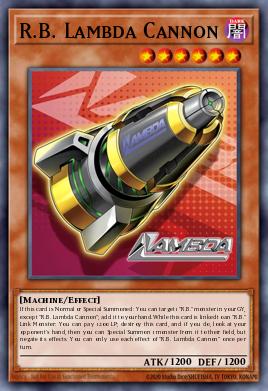 R.B. Lambda Cannon
DARK
闇
LAMBDA
LAMBDA
[Machine/Effect]
If this card is Normal or Special Summoned: You can target 1 "R.B." monster in your GY,
except "R.B. Lambda Cannon"; add it to your hand. While this card is linked to an "R.B."
Link Monster: You can pay 1200 LP; destroy this card, and if you do, look at your
opponent's hand, then you can Special Summon 1 monster from it to their field, but
negate its effects. You can only use each effect of "R.B. Lambda Cannon" once per
turn.
ATK/1200 DEF/1200
©2020 Studio Dice/SHUEISHA, TV TOKYO, KONAMI